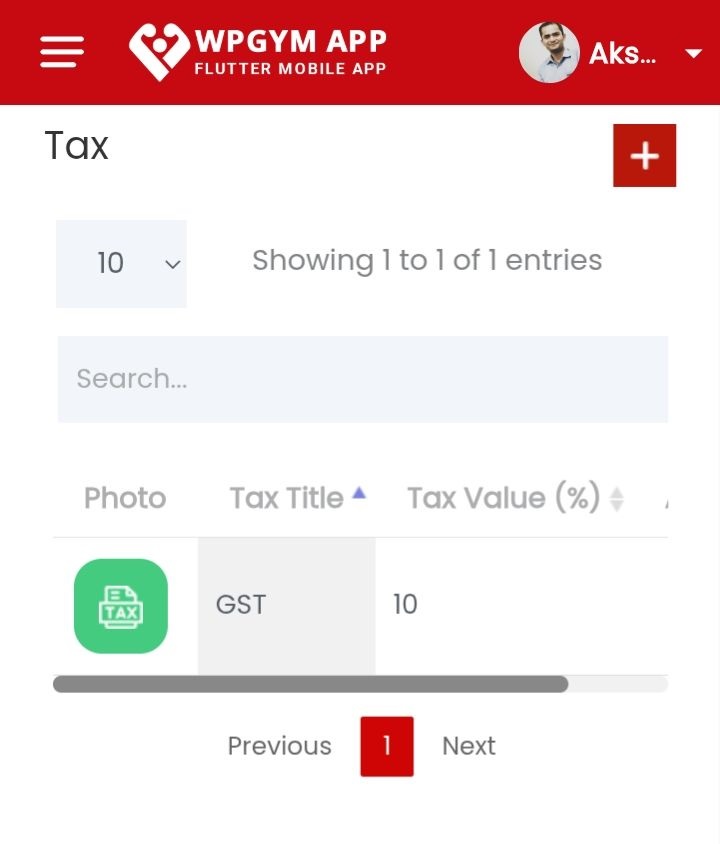 WPGYM APP
FLUTTER MOBILE APP
Aks...
Tax
+
10
Showing 1 to 1 of 1 entries
Search...
Photo Tax Title Tax Value (%)
TAX GST 10
Previous 1 Next